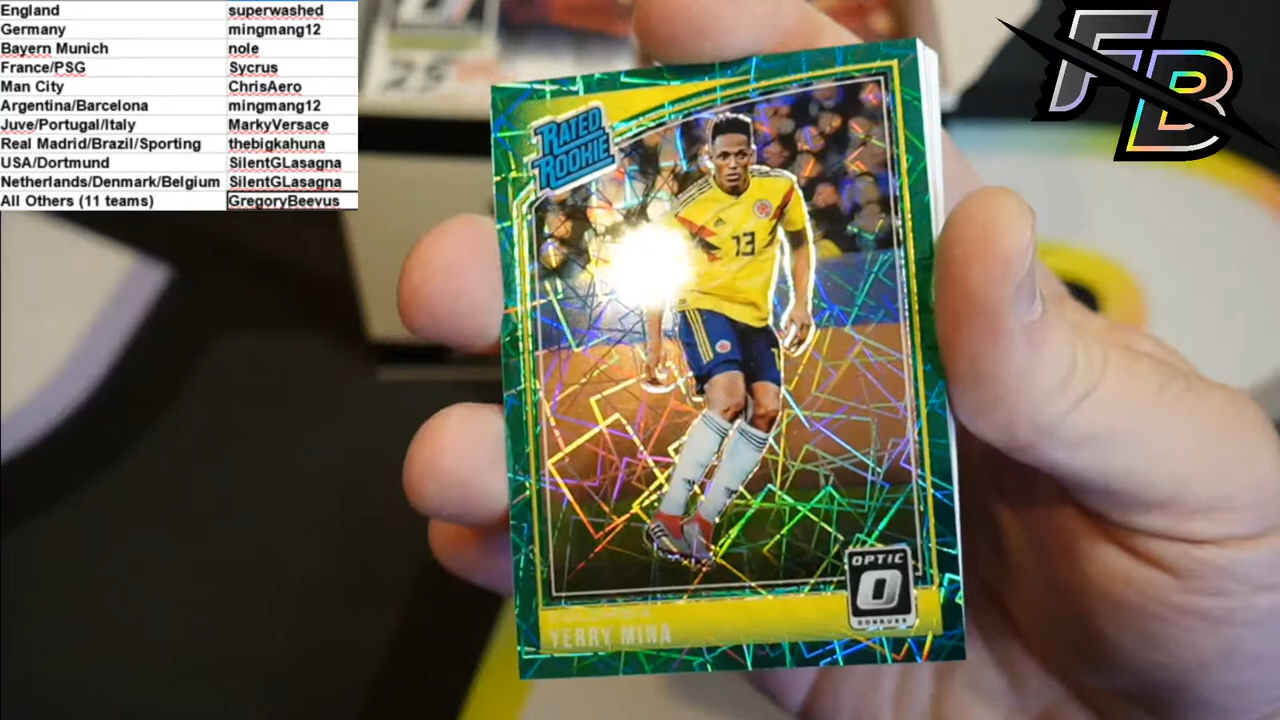 England superwashed
Germany mingmang12
Bayern Munich nole
France/PSG Sycrus
Man City ChrisAero
Argentina/Barcelona mingmang12
Juve/Portugal/Italy MarkyVersace
Real Madrid/Brazil/Sporting thebigkahuna
USA/Dortmund SilentGLasagna
Netherlands/Denmark/Belgium SilentGLasagna
All Others (11 teams) GregoryBeevus
FB
25
RATED
ROOKIE
13
OPTIC
O
DONRUSS
YERRY MINA